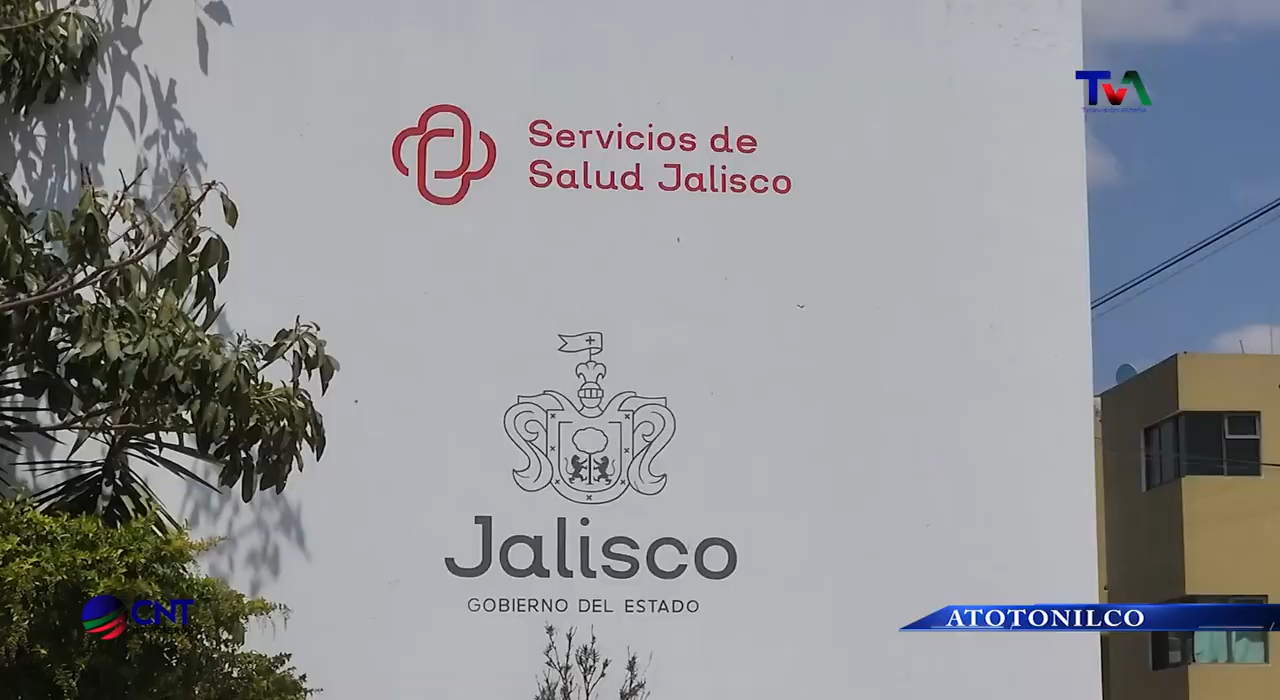 TVA
Servicios de
Salud Jalisco
Jalisco
GOBIERNO DEL ESTADO
CNT
ATOTONILCO